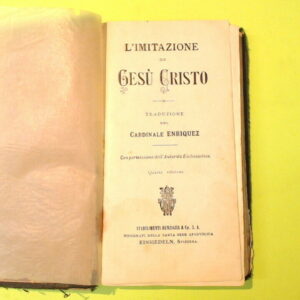 L'IMITAZIONE
DI
GESÙ CRISTO
TRADUZIONE
DEL
CARDINALE ENRIQUEZ
Con permissione dell'Autorità Ecclesiastica.
Quinta edizione
STABILIMENTI BENZIGER & Co. S. A.
TIPOGRAFI DELLA SANTA SEDE APOSTOLICA
EINSIEDELN, Svizzera.